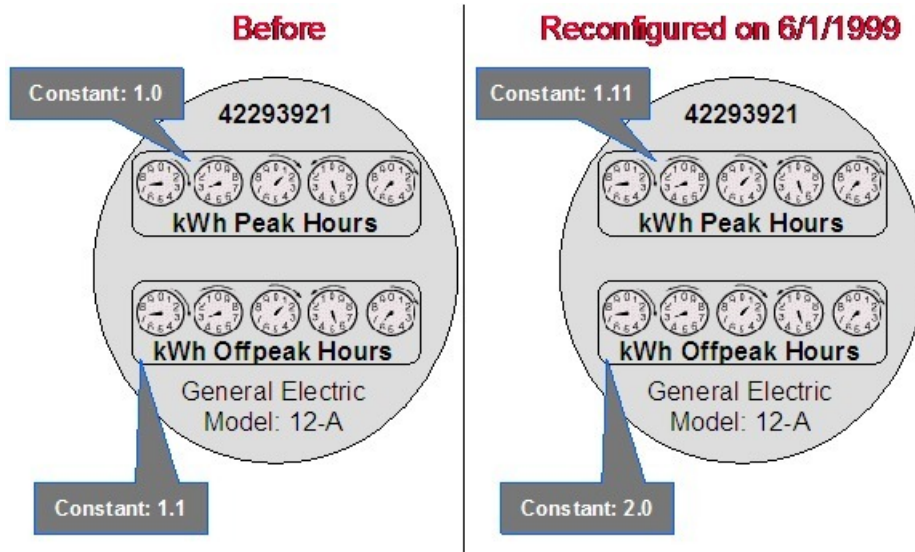 Before
Constant: 1.0
42293921
kWh Peak Hours
kWh Offpeak Hours
General Electric
Model: 12-A
Constant: 1.1
Reconfigured on 6/1/1999
Constant: 1.11
42293921
kWh Peak Hours
kWh Offpeak Hours
General Electric
Model: 12-A
Constant: 2.0